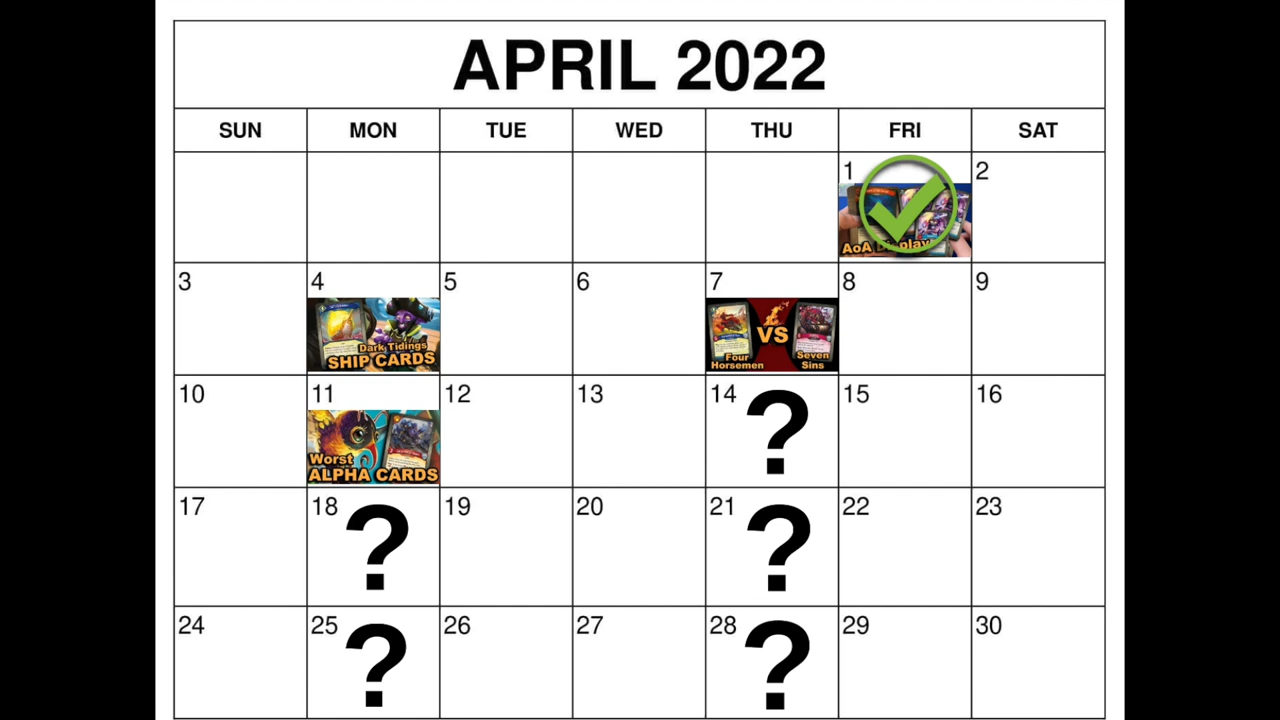 APRIL 2022
SUN MON TUE WED THU FRI SAT
1 2
AoA Display
3 4 5 6 7 8 9
Dark Tidings
SHIP CARDS
VS
Four
Horsemen
Seven
Sins
10 11 12 13 14 ? 15 16
Worst
ALPHA CARDS
17 18 ? 19 20 21 ? 22 23
24 25 ? 26 27 28 ? 29 30